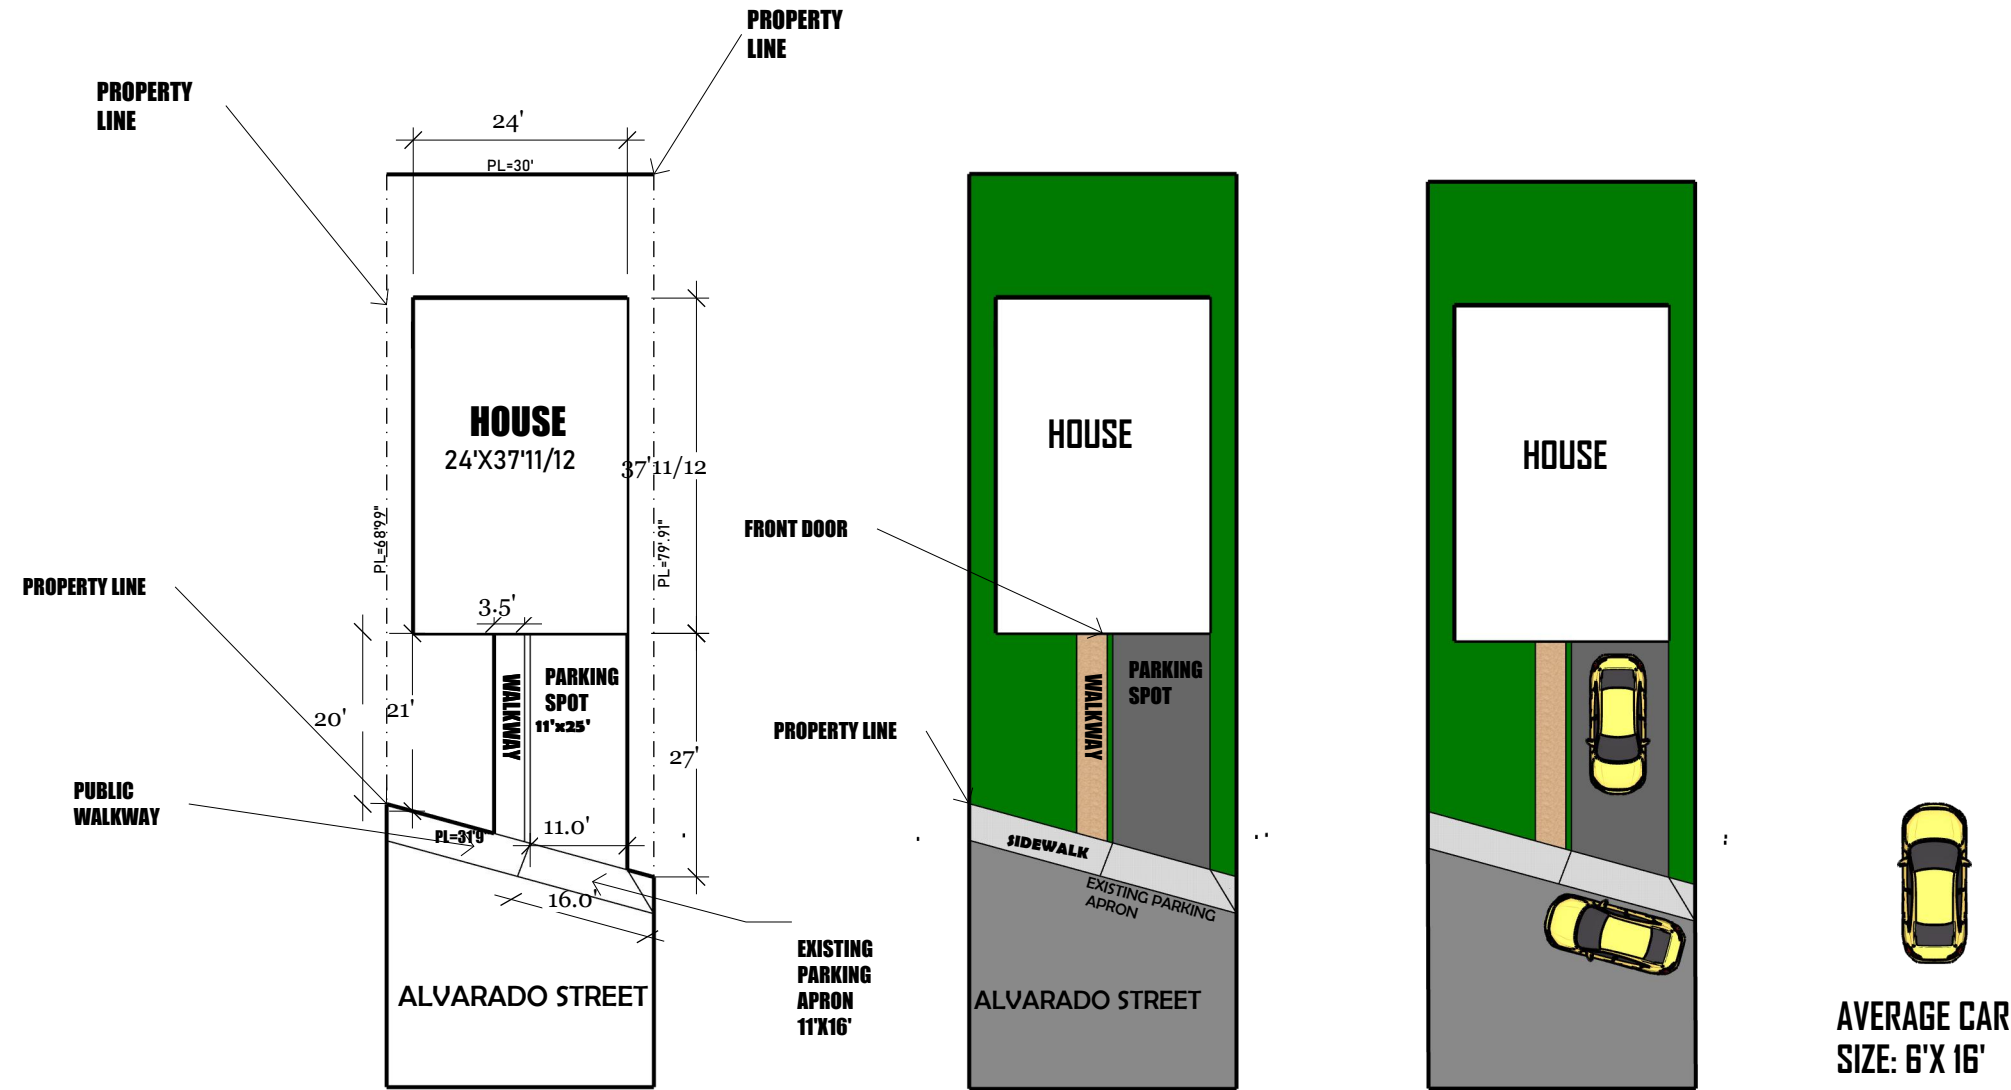 PROPERTY
LINE
PROPERTY
LINE
24'
PL=30'
HOUSE
24'X37'11/12
37'11/12
PL=68'99"
PL=79'.91"
PROPERTY LINE
3.5'
WALKWAY
PARKING
SPOT
11'x25'
20'
21'
27'
PUBLIC
WALKWAY
PL=31'9
11.0'
16.0'
EXISTING
PARKING
APRON
11'X16'
ALVARADO STREET
HOUSE
FRONT DOOR
WALKWAY
PARKING
SPOT
PROPERTY LINE
SIDEWALK
EXISTING PARKING
APRON
ALVARADO STREET
HOUSE
AVERAGE CAR
SIZE: 6'X 16'